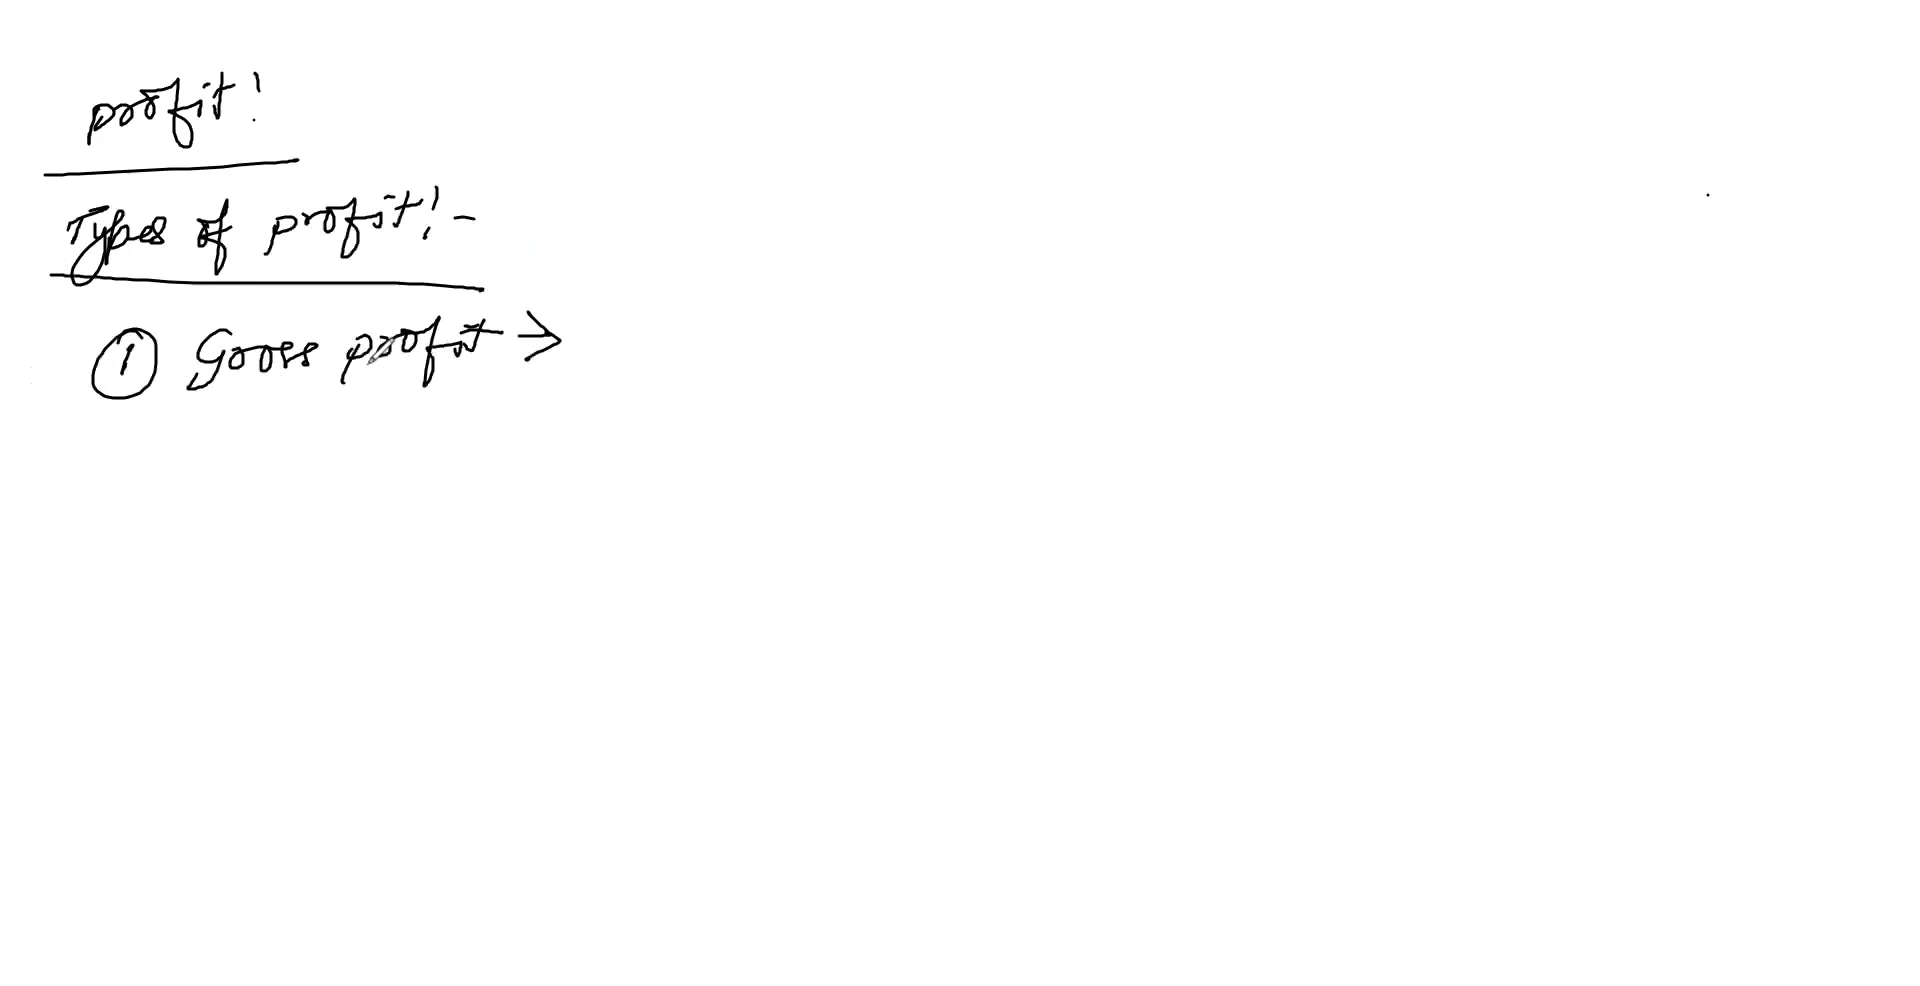 profit!
Types of profit!-
① Gross profit →